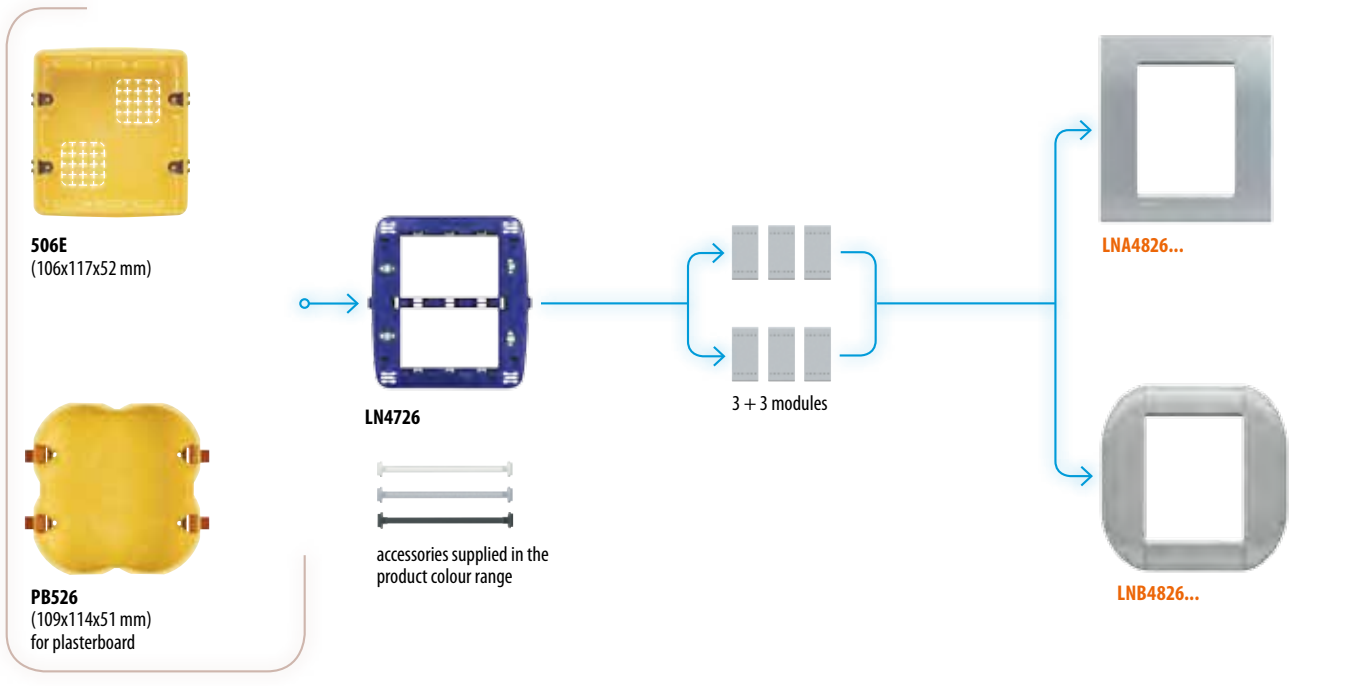 506E
(106x117x52 mm)
PB526
(109x114x51 mm)
for plasterboard
LN4726
accessories supplied in the
product colour range
3 + 3 modules
LNA4826...
LNB4826...